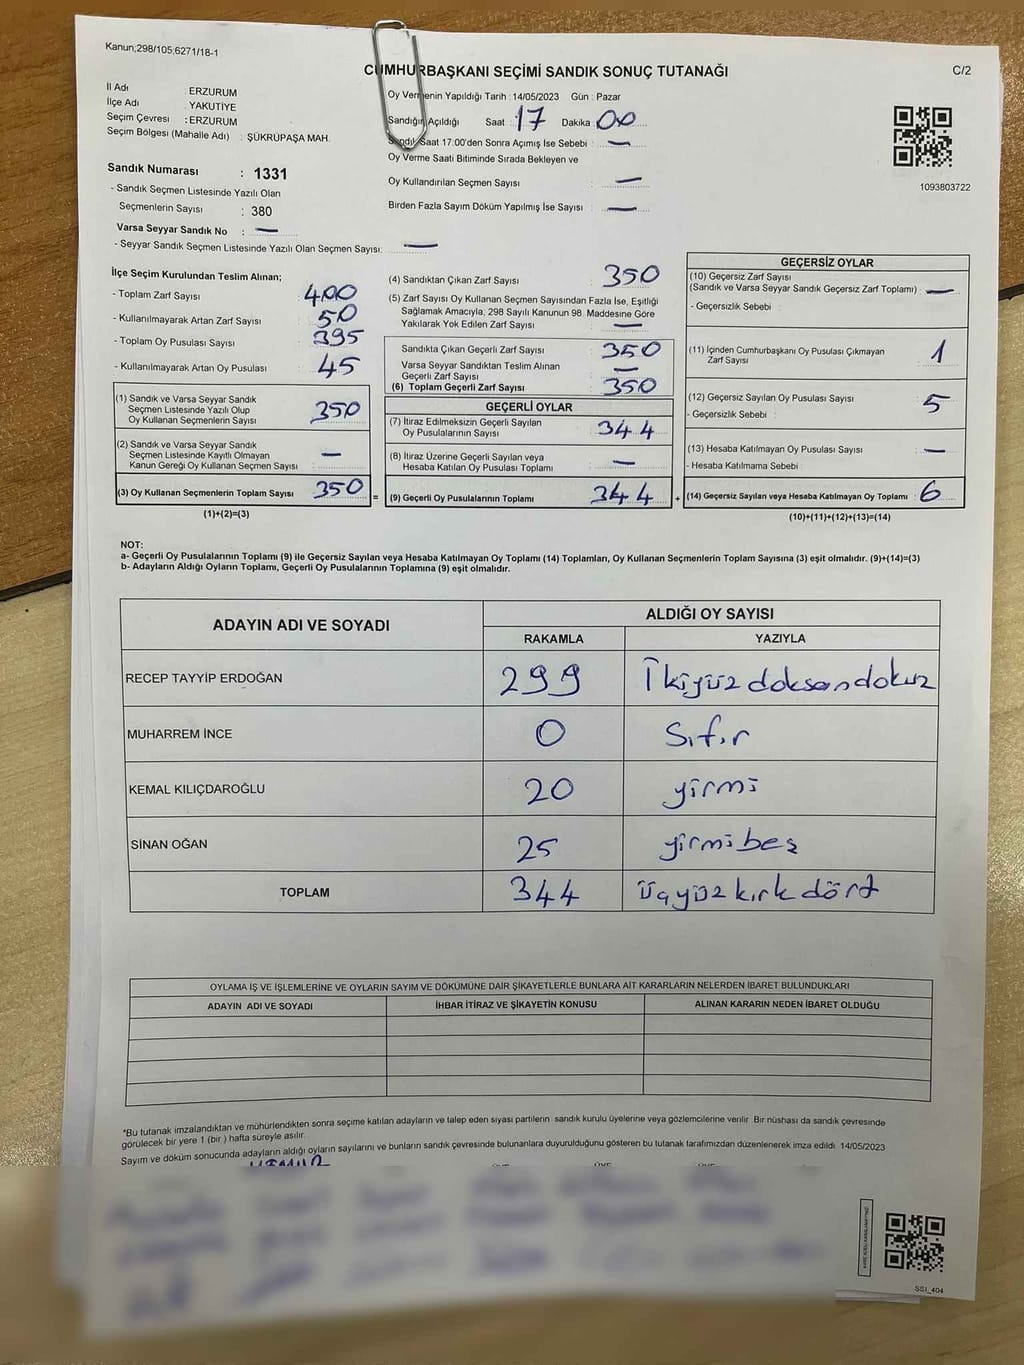 Kanun;298/105;6271/18-1
CUMHURBAŞKANI SEÇİMİ SANDIK SONUÇ TUTANAĞI
C/2
İl Adı : ERZURUM
İlçe Adı : YAKUTİYE
Seçim Çevresi : ERZURUM
Seçim Bölgesi (Mahalle Adı) : ŞÜKRÜPAŞA MAH.
Oy Vermenin Yapıldığı Tarih : 14/05/2023 Gün : Pazar
Sandığın Açıldığı Saat : 17 Dakika 00
Sandık Saat 17:00'den Sonra Açımış İse Sebebi : —
Oy Verme Saati Bitiminde Sırada Bekleyen ve
Oy Kullandırılan Seçmen Sayısı : —
Birden Fazla Sayım Döküm Yapılmış İse Sayısı : —
1093803722
Sandık Numarası : 1331
- Sandık Seçmen Listesinde Yazılı Olan
Seçmenlerin Sayısı : 380
Varsa Seyyar Sandık No : —
- Seyyar Sandık Seçmen Listesinde Yazılı Olan Seçmen Sayısı: —
İlçe Seçim Kurulundan Teslim Alınan;
- Toplam Zarf Sayısı : 400
- Kullanılmayarak Artan Zarf Sayısı : 50
- Toplam Oy Pusulası Sayısı : 395
- Kullanılmayarak Artan Oy Pusulası : 45
(1) Sandık ve Varsa Seyyar Sandık
Seçmen Listesinde Yazılı Olup
Oy Kullanan Seçmenlerin Sayısı : 350
(2) Sandık ve Varsa Seyyar Sandık
Seçmen Listesinde Kayıtlı Olmayan
Kanun Gereği Oy Kullanan Seçmen Sayısı : —
(3) Oy Kullanan Seçmenlerin Toplam Sayısı : 350 =
(1)+(2)=(3)
(4) Sandıktan Çıkan Zarf Sayısı : 350
(5) Zarf Sayısı Oy Kullanan Seçmen Sayısından Fazla İse, Eşitliği
Sağlamak Amacıyla, 298 Sayılı Kanunun 98. Maddesine Göre
Yakılarak Yok Edilen Zarf Sayısı : —
Sandıkta Çıkan Geçerli Zarf Sayısı : 350
Varsa Seyyar Sandıktan Teslim Alınan
Geçerli Zarf Sayısı : —
(6) Toplam Geçerli Zarf Sayısı : 350
GEÇERLİ OYLAR
(7) İtiraz Edilmeksizin Geçerli Sayılan
Oy Pusulalarının Sayısı : 344
(8) İtiraz Üzerine Geçerli Sayılan veya
Hesaba Katılan Oy Pusulası Toplamı : —
(9) Geçerli Oy Pusulalarının Toplamı : 344 +
GEÇERSİZ OYLAR
(10) Geçersiz Zarf Sayısı
(Sandık ve Varsa Seyyar Sandık Geçersiz Zarf Toplamı) : —
- Geçersizlik Sebebi :
(11) İçinden Cumhurbaşkanı Oy Pusulası Çıkmayan
Zarf Sayısı : 1
(12) Geçersiz Sayılan Oy Pusulası Sayısı : 5
- Geçersizlik Sebebi :
(13) Hesaba Katılmayan Oy Pusulası Sayısı : —
- Hesaba Katılmama Sebebi :
(14) Geçersiz Sayılan veya Hesaba Katılmayan Oy Toplamı : 6
(10)+(11)+(12)+(13)=(14)
NOT:
a- Geçerli Oy Pusulalarının Toplamı (9) ile Geçersiz Sayılan veya Hesaba Katılmayan Oy Toplamı (14) Toplamları, Oy Kullanan Seçmenlerin Toplam Sayısına (3) eşit olmalıdır. (9)+(14)=(3)
b- Adayların Aldığı Oyların Toplamı, Geçerli Oy Pusulalarının Toplamına (9) eşit olmalıdır.
ADAYIN ADI VE SOYADI ALDIĞI OY SAYISI
RAKAMLA YAZIYLA
RECEP TAYYİP ERDOĞAN 299 İkiyüz doksan dokuz
MUHARREM İNCE 0 Sıfır
KEMAL KILIÇDAROĞLU 20 yirmi
SİNAN OĞAN 25 yirmi beş
TOPLAM 344 üçyüz kırk dört
OYLAMA İŞ VE İŞLEMLERİNE VE OYLARIN SAYIM VE DÖKÜMÜNE DAİR ŞİKAYETLERLE BUNLARA AİT KARARLARIN NELERDEN İBARET BULUNDUKLARI
ADAYIN ADI VE SOYADI İHBAR İTİRAZ VE ŞİKAYETİN KONUSU ALINAN KARARIN NEDEN İBARET OLDUĞU
*Bu tutanak imzalandıktan ve mühürlendikten sonra seçime katılan adayların ve talep eden siyasi partilerin sandık kurulu üyelerine veya gözlemcilerine verilir. Bir nüshası da sandık çevresinde
görülecek bir yere 1 (bir ) hafta süreyle asılır.
Sayım ve döküm sonucunda adayların aldığı oyların sayılarını ve bunların sandık çevresinde bulunanlara duyurulduğunu gösteren bu tutanak tarafımızdan düzenlenerek imza edildi. 14/05/2023
SSI_404